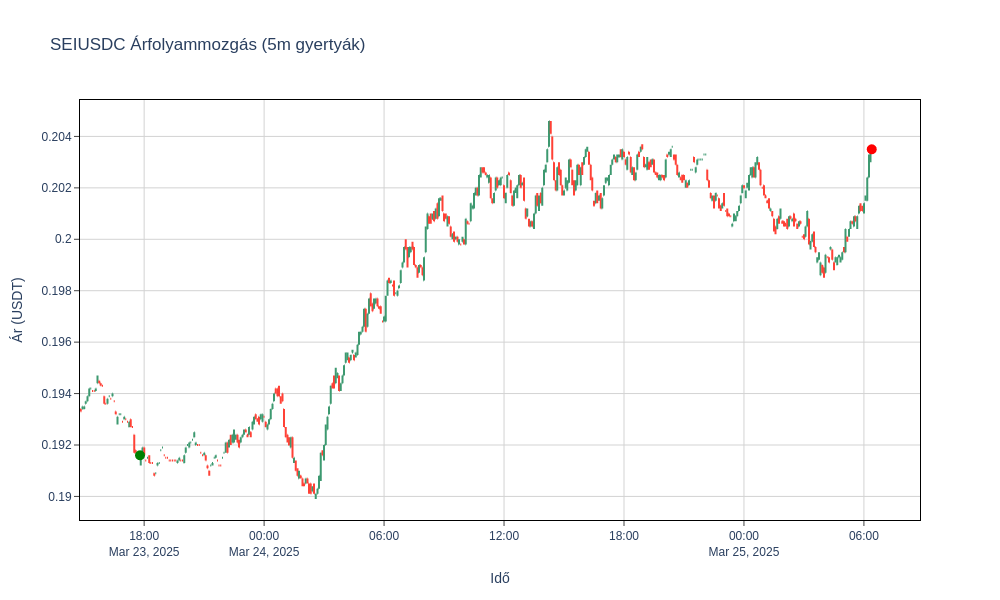 SEIUSDC Árfolyammozgás (5m gyertyák)
0.204
0.202
0.2
0.198
0.196
0.194
0.192
0.19
Ár (USDT)
18:00 00:00 06:00 12:00 18:00 00:00 06:00
Mar 23, 2025 Mar 24, 2025 Mar 25, 2025
Idő